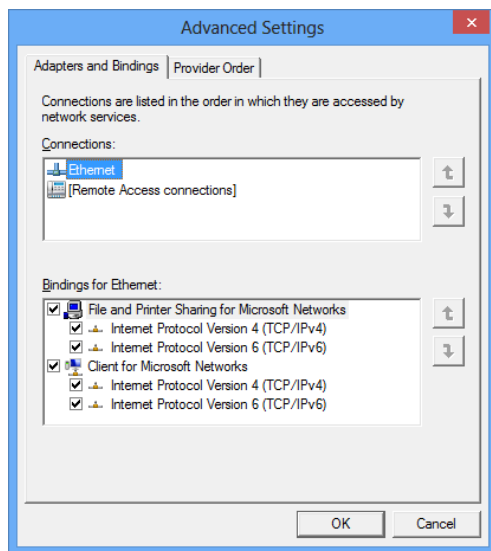 Advanced Settings
Adapters and Bindings
Provider Order
Connections are listed in the order in which they are accessed by
network services.
Connections:
Ethernet
[Remote Access connections]
Bindings for Ethernet:
File and Printer Sharing for Microsoft Networks
Internet Protocol Version 4 (TCP/IPv4)
Internet Protocol Version 6 (TCP/IPv6)
Client for Microsoft Networks
Internet Protocol Version 4 (TCP/IPv4)
Internet Protocol Version 6 (TCP/IPv6)
OK
Cancel